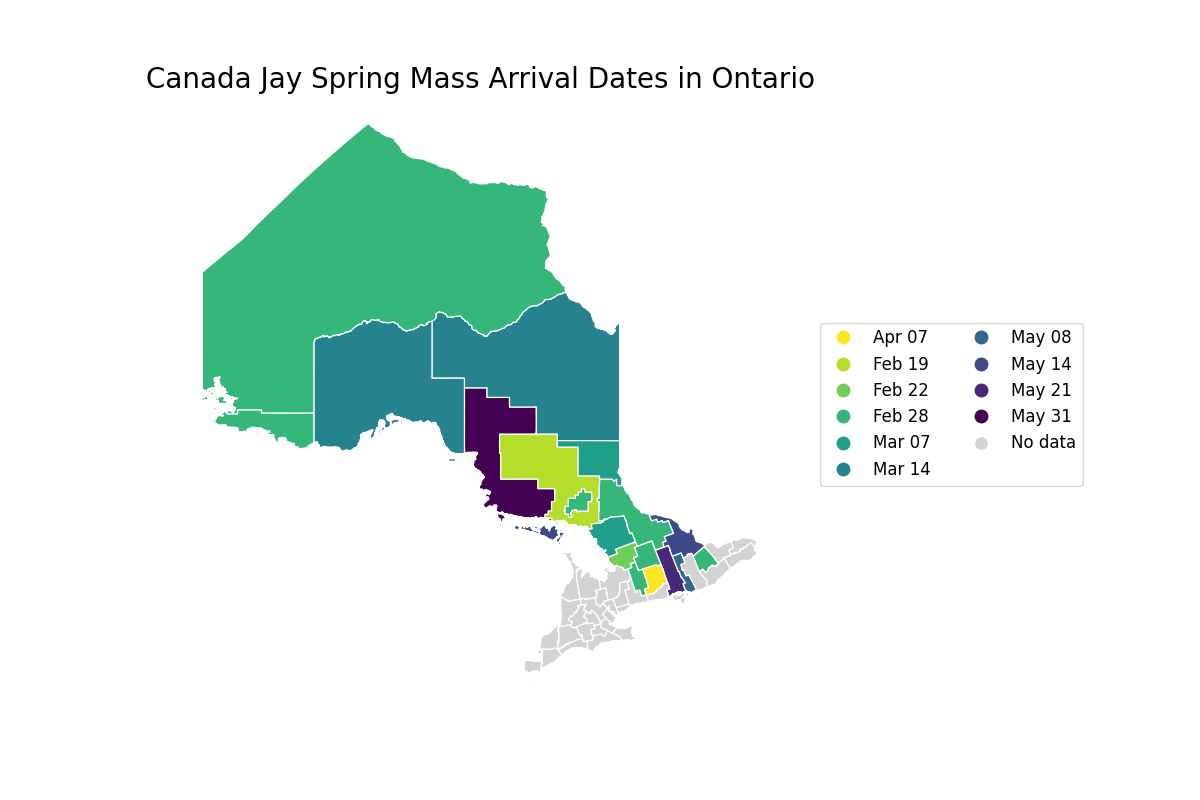 Canada Jay Spring Mass Arrival Dates in Ontario
Apr 07
Feb 19
Feb 22
Feb 28
Mar 07
Mar 14
May 08
May 14
May 21
May 31
No data